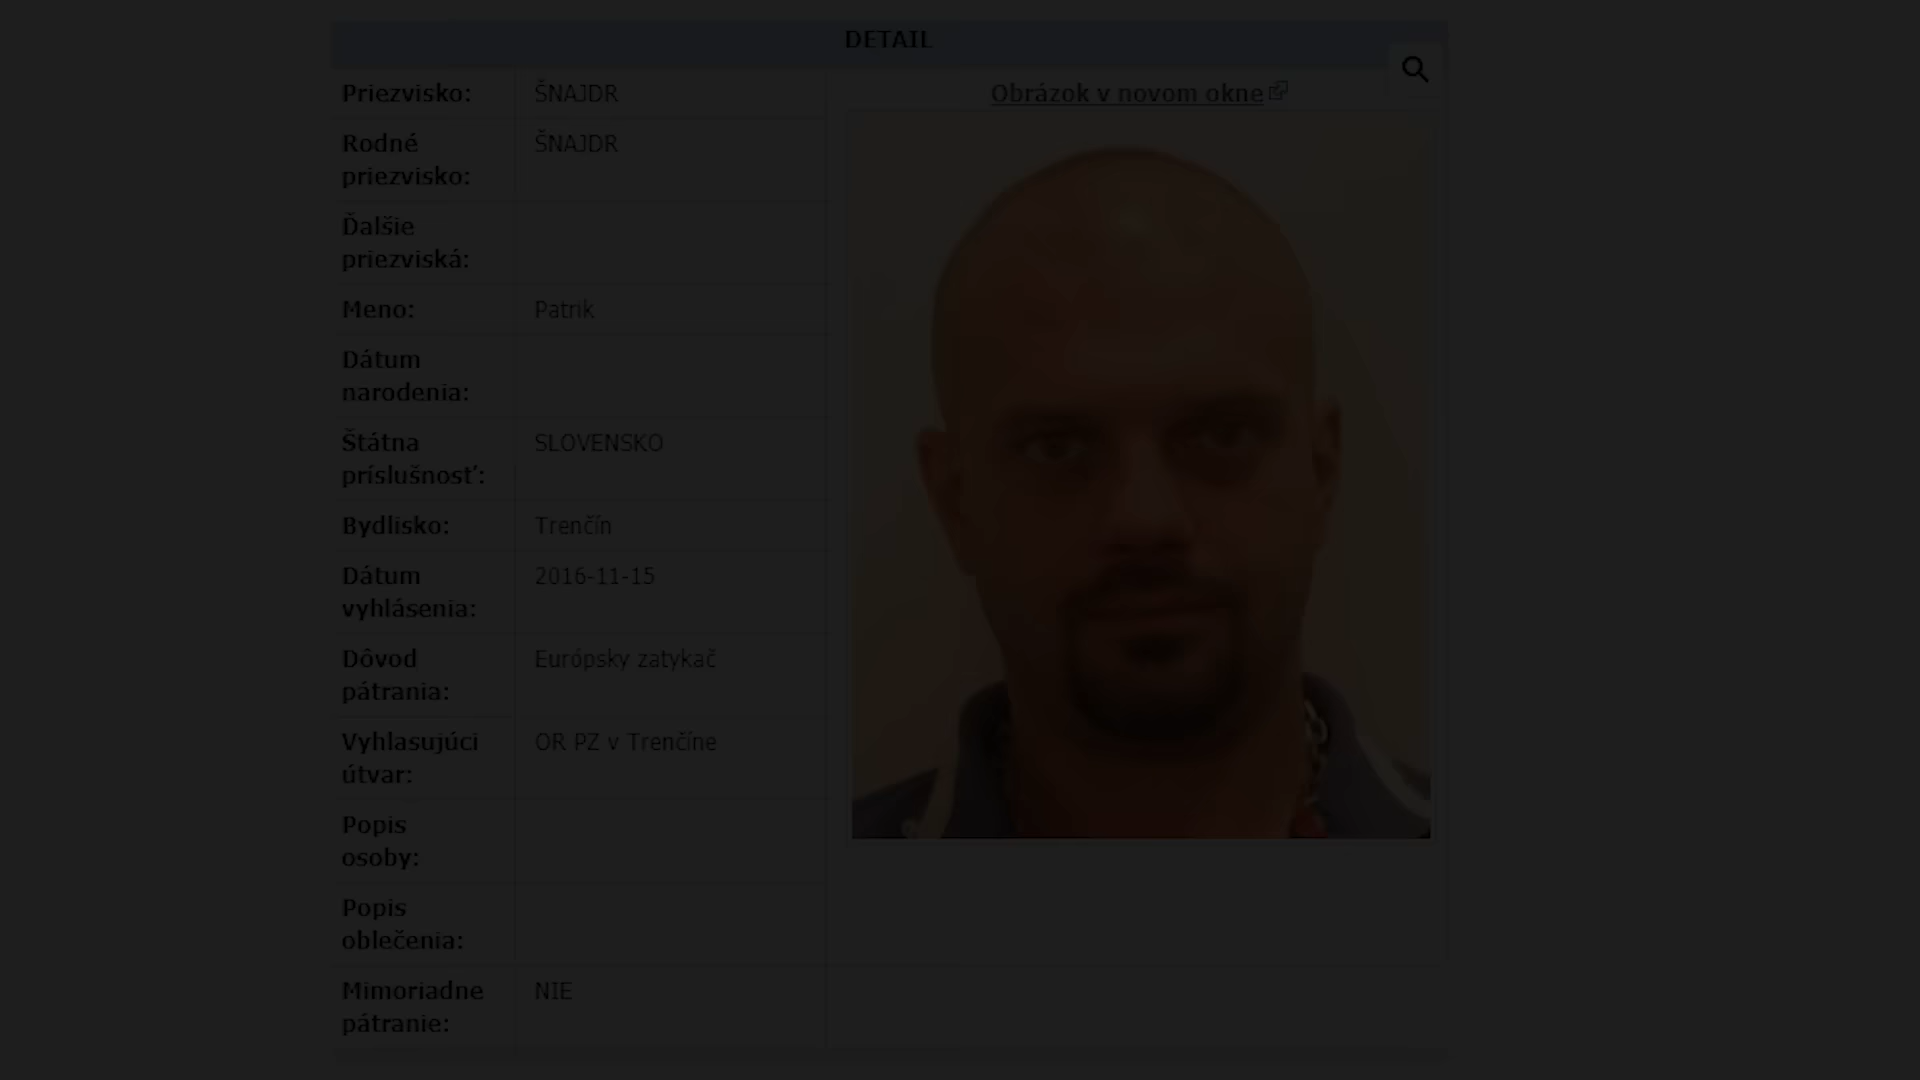 DETAIL
Priezvisko: ŠNAJDR
Obrázok v novom okne
Rodné ŠNAJDR
priezvisko:
Ďalšie
priezviská:
Meno: Patrik
Dátum
narodenia:
Štátna SLOVENSKO
príslušnosť:
Bydlisko: Trenčín
Dátum 2016-11-15
vyhlásenia:
Dôvod Európsky zatykač
pátrania:
Vyhlasujúci OR PZ v Trenčíne
útvar:
Popis
osoby:
Popis
oblečenia:
Mimoriadne NIE
pátranie: